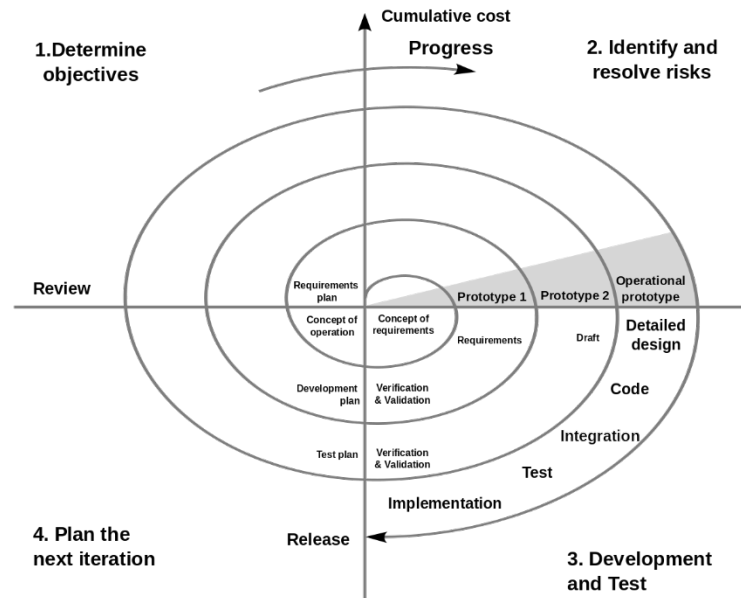 Cumulative cost
1.Determine
objectives
Progress
2. Identify and
resolve risks
Review
Requirements
plan
Prototype 1
Prototype 2
Operational
prototype
Concept of
operation
Concept of
requirements
Requirements
Draft
Detailed
design
Development
plan
Verification
& Validation
Code
Test plan
Verification
& Validation
Integration
Test
Implementation
Release
4. Plan the
next iteration
3. Development
and Test